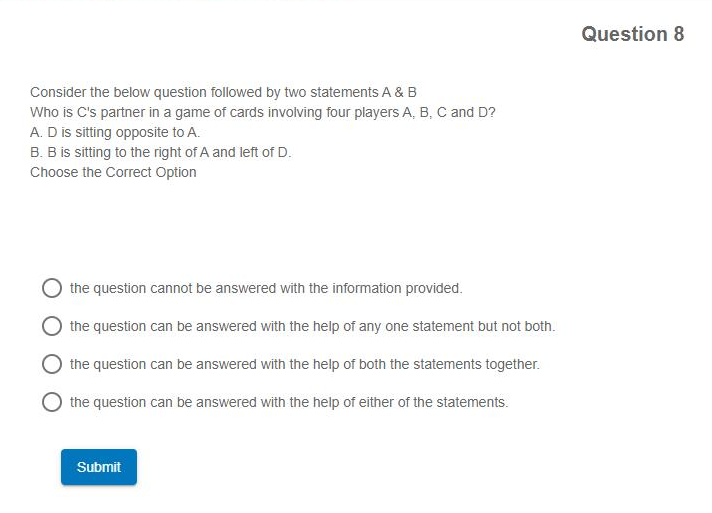 Question 8
Consider the below question followed by two statements A & B
Who is C's partner in a game of cards involving four players A, B, C and D?
A. D is sitting opposite to A.
B. B is sitting to the right of A and left of D.
Choose the Correct Option
the question cannot be answered with the information provided.
the question can be answered with the help of any one statement but not both.
the question can be answered with the help of both the statements together.
the question can be answered with the help of either of the statements.
Submit